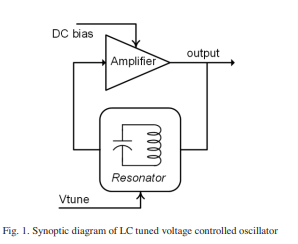 DC bias
output
Amplifier
Resonator
Vtune
Fig. 1. Synoptic diagram of LC tuned voltage controlled oscillator